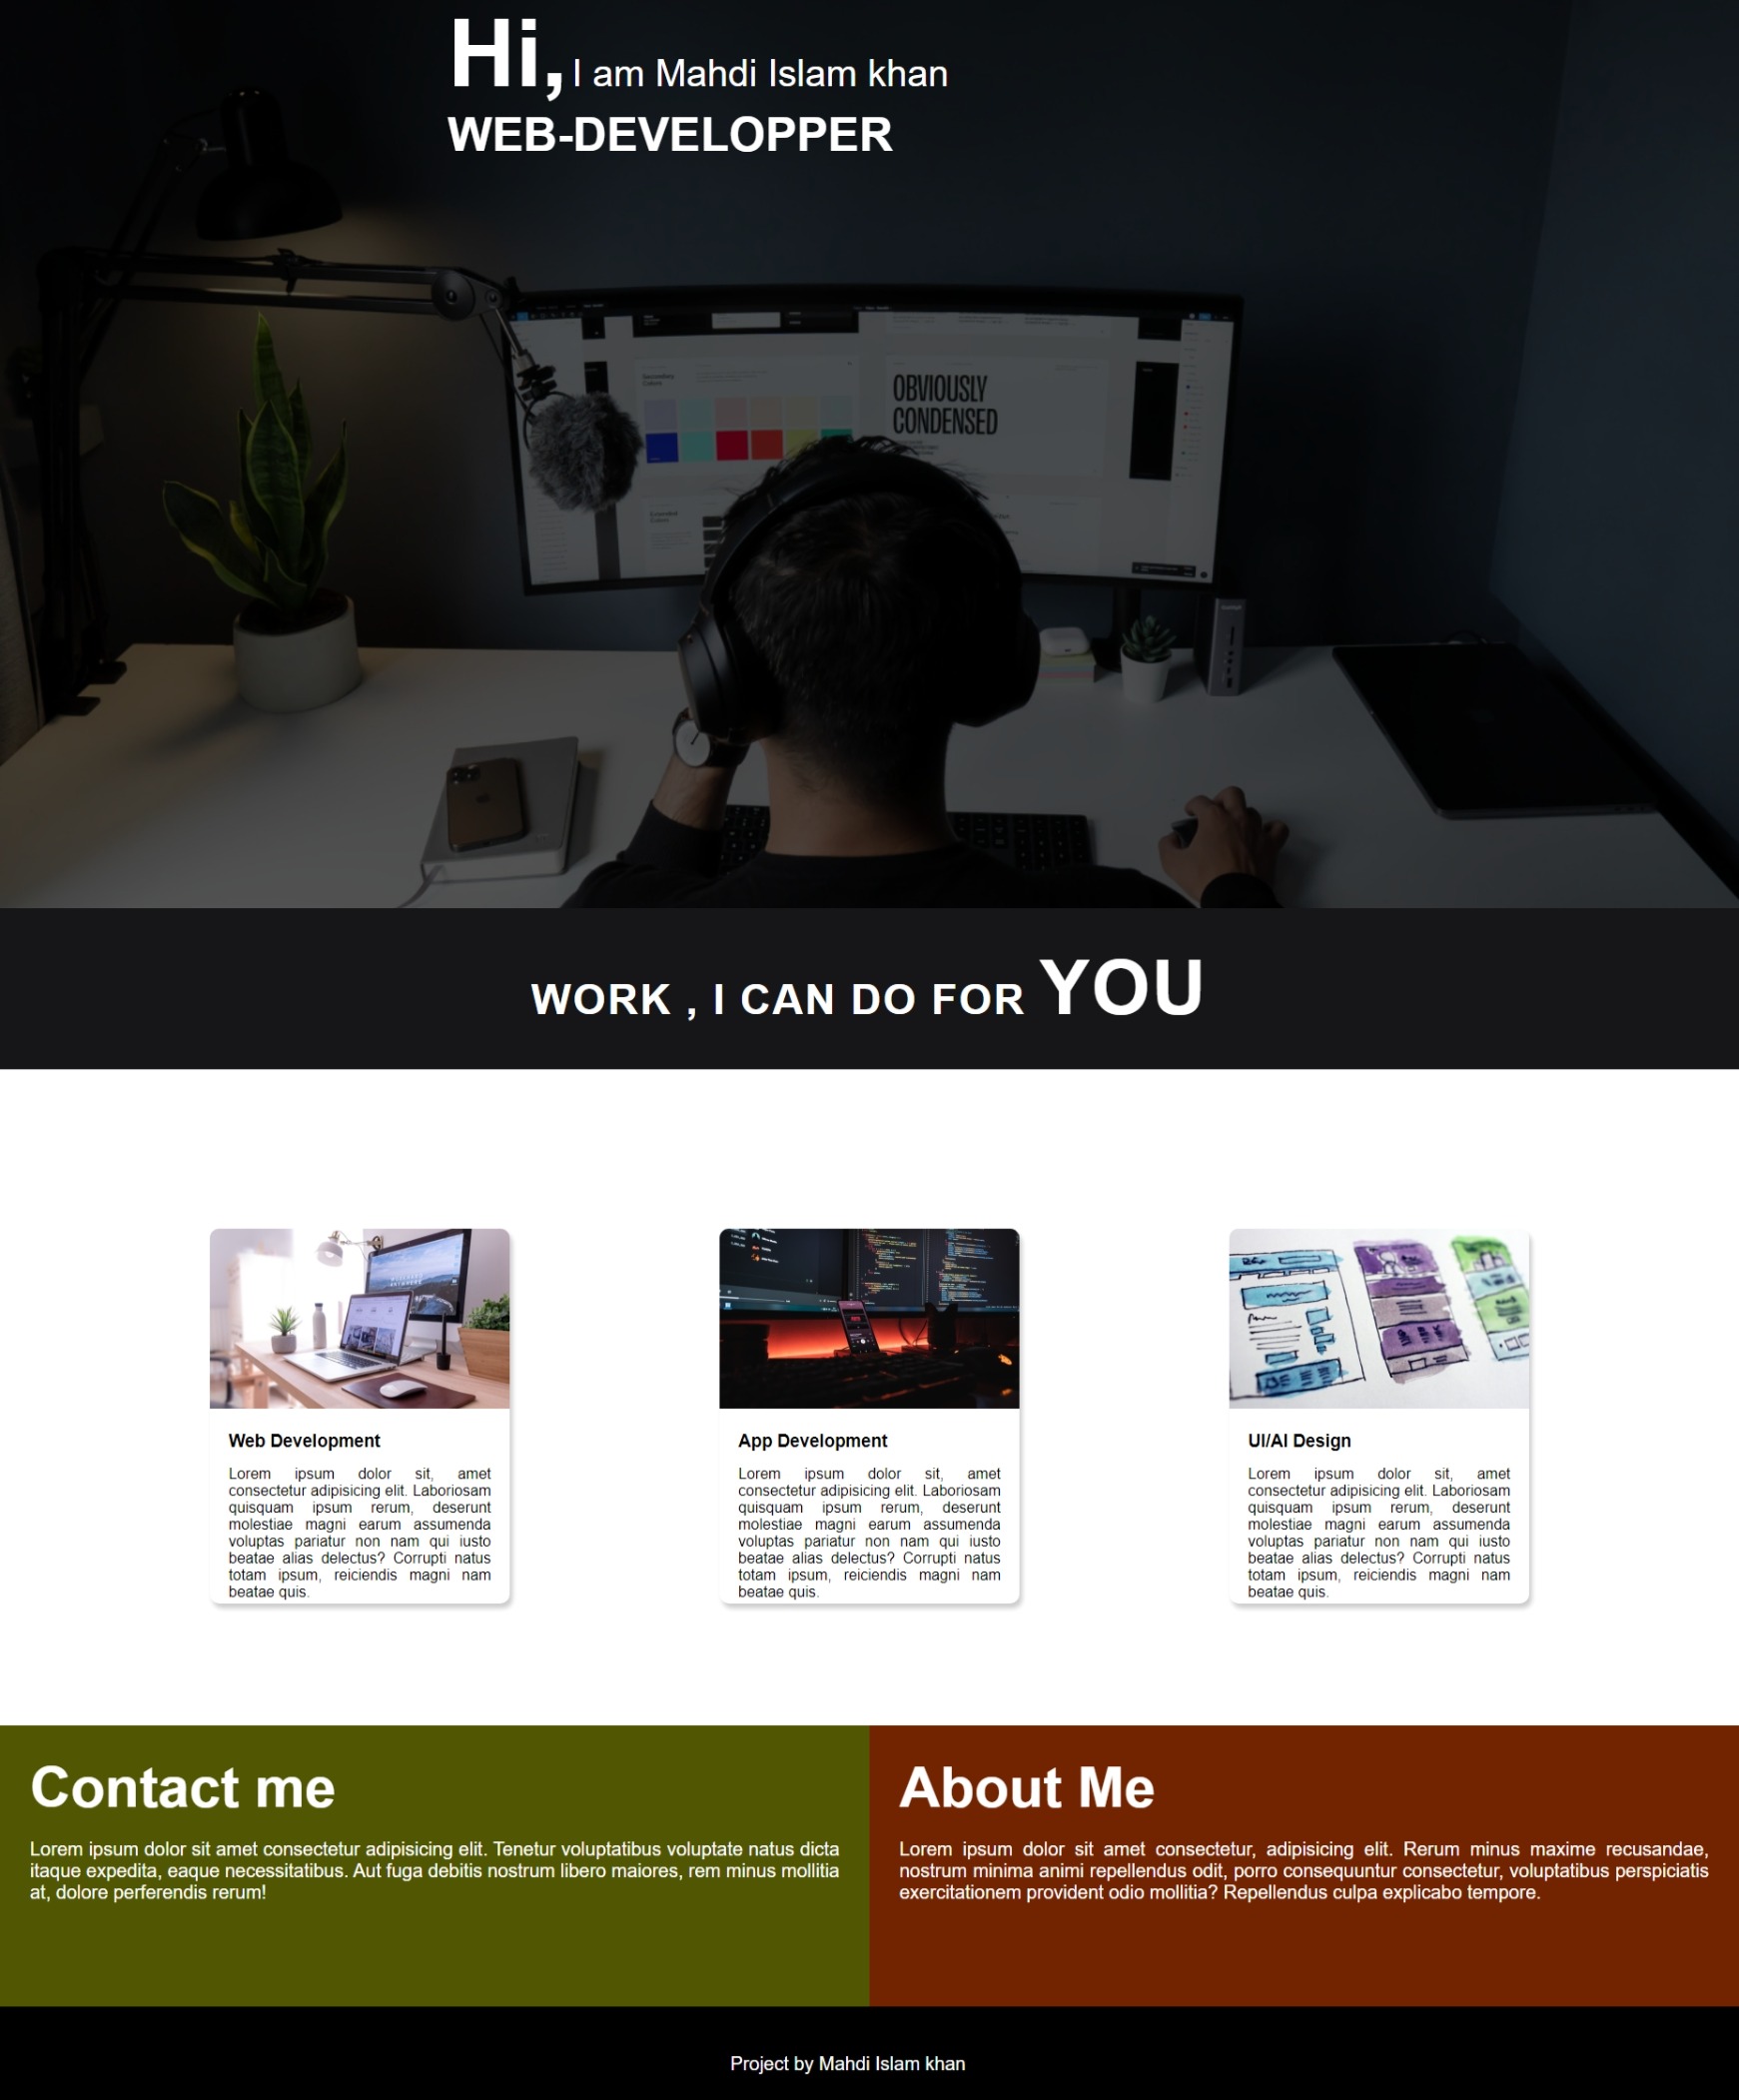 Hi, I am Mahdi Islam khan
WEB-DEVELOPPER
Secondary
Colors
OBVIOUSLY
CONDENSED
Extended
Colors
WORK , I CAN DO FOR YOU
Web Development
Lorem ipsum dolor sit, amet
consectetur adipisicing elit. Laboriosam
quisquam ipsum rerum, deserunt
molestiae magni earum assumenda
voluptas pariatur non nam qui iusto
beatae alias delectus? Corrupti natus
totam ipsum, reiciendis magni nam
beatae quis.
App Development
Lorem ipsum dolor sit, amet
consectetur adipisicing elit. Laboriosam
quisquam ipsum rerum, deserunt
molestiae magni earum assumenda
voluptas pariatur non nam qui iusto
beatae alias delectus? Corrupti natus
totam ipsum, reiciendis magni nam
beatae quis.
UI/AI Design
Lorem ipsum dolor sit, amet
consectetur adipisicing elit. Laboriosam
quisquam ipsum rerum, deserunt
molestiae magni earum assumenda
voluptas pariatur non nam qui iusto
beatae alias delectus? Corrupti natus
totam ipsum, reiciendis magni nam
beatae quis.
Contact me
Lorem ipsum dolor sit amet consectetur adipisicing elit. Tenetur voluptatibus voluptate natus dicta
itaque expedita, eaque necessitatibus. Aut fuga debitis nostrum libero maiores, rem minus mollitia
at, dolore perferendis rerum!
About Me
Lorem ipsum dolor sit amet consectetur, adipisicing elit. Rerum minus maxime recusandae,
nostrum minima animi repellendus odit, porro consequuntur consectetur, voluptatibus perspiciatis
exercitationem provident odio mollitia? Repellendus culpa explicabo tempore.
Project by Mahdi Islam khan